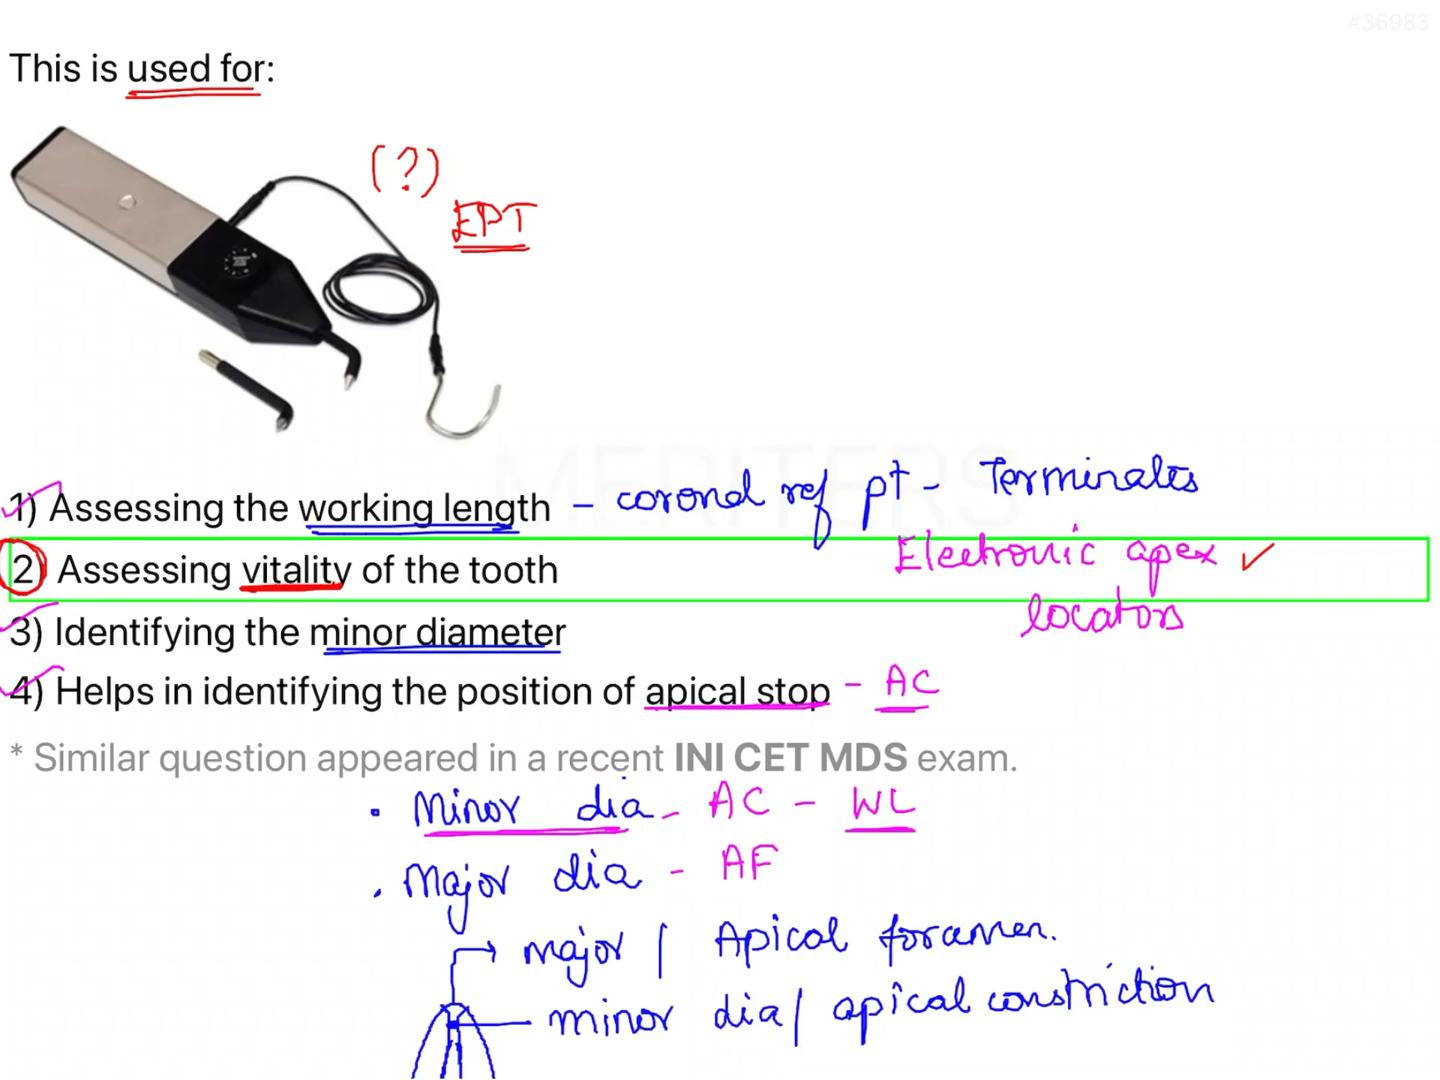 #36983
This is used for:
(?)
EPT
MERITERS
1) Assessing the working length - coronal ref pt - Terminates
2) Assessing vitality of the tooth
Electronic apex
locators
3) Identifying the minor diameter
4) Helps in identifying the position of apical stop - AC
* Similar question appeared in a recent INI CET MDS exam.
• Minor dia - AC - WL
• Major dia - AF
major | Apical foramen.
minor dia/ apical constriction